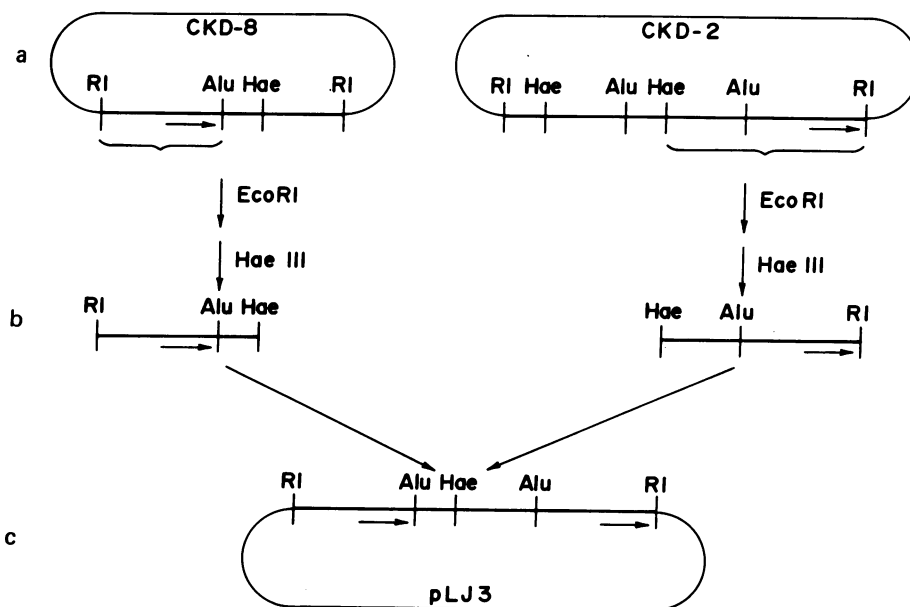 CKD-8
CKD-2
a
RI Alu Hae RI
RI Hae Alu Hae Alu RI
EcoRI
EcoRI
Hae III
Hae III
b
RI Alu Hae
Hae Alu RI
RI Alu Hae Alu RI
c
pLJ3